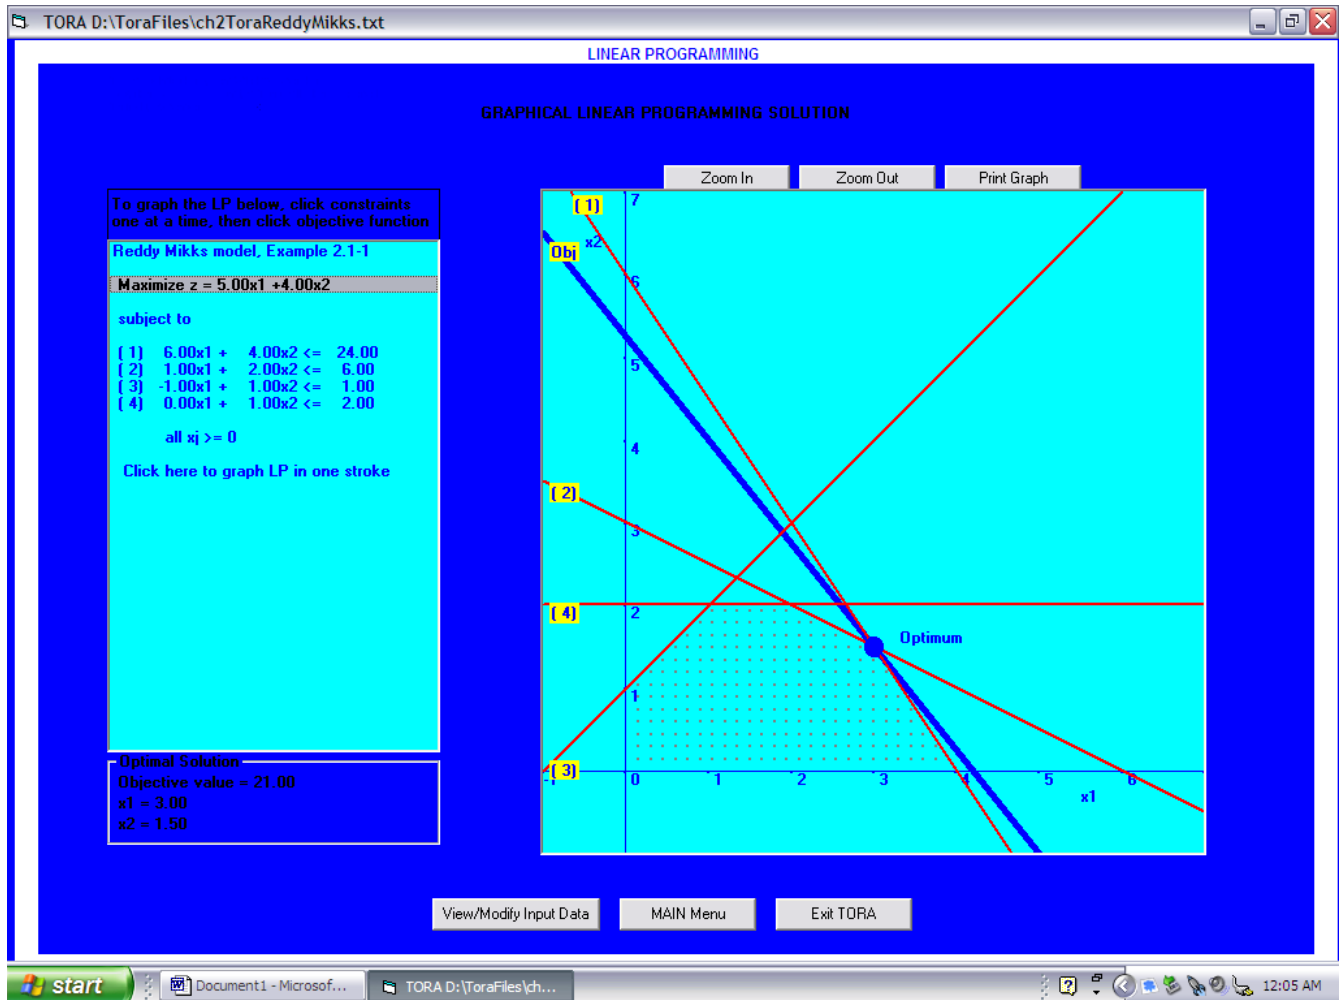 TORA D:\ToraFiles\ch2ToraReddyMikks.txt
LINEAR PROGRAMMING
GRAPHICAL LINEAR PROGRAMMING SOLUTION
Zoom In Zoom Out Print Graph
To graph the LP below, click constraints
one at a time, then click objective function
Reddy Mikks model, Example 2.1-1
Maximize z = 5.00x1 +4.00x2
subject to
( 1) 6.00x1 + 4.00x2 <= 24.00
( 2) 1.00x1 + 2.00x2 <= 6.00
( 3) -1.00x1 + 1.00x2 <= 1.00
( 4) 0.00x1 + 1.00x2 <= 2.00
all xj >= 0
Click here to graph LP in one stroke
Optimal Solution
Objective value = 21.00
x1 = 3.00
x2 = 1.50
( 1) 7
Obj x2
6
5
4
( 2)
3
( 4) 2
Optimum
1
( 3)
-1 0 1 2 3 4 5 6
x1
View/Modify Input Data MAIN Menu Exit TORA
start Document1 - Microsof... TORA D:\ToraFiles\ch... 12:05 AM